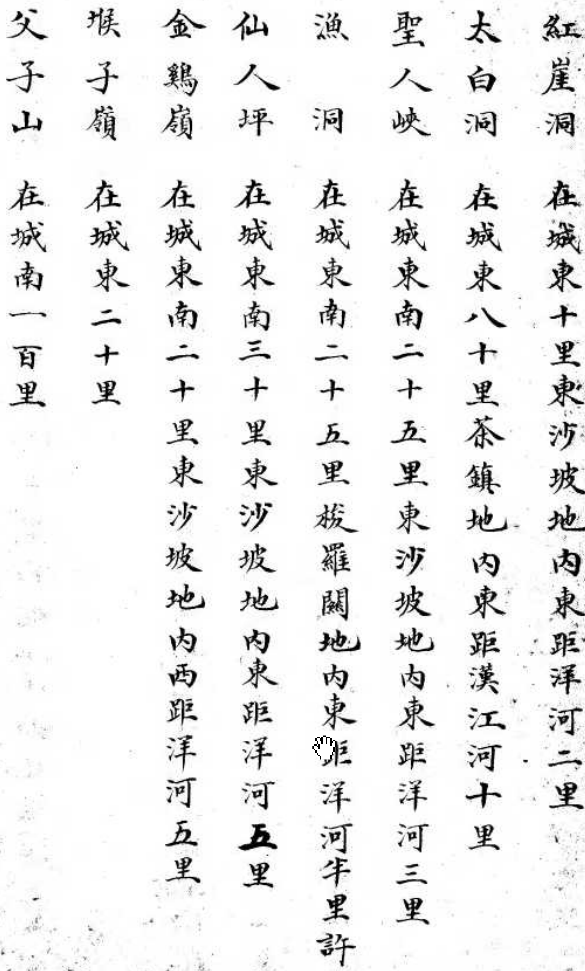 紅崖洞 在城東十里東沙坡地內東距洋河二里
太白洞 在城東八十里茶鎮地內東距漢江河十里
聖人峽 在城東南二十五里東沙坡地內東距洋河三里
漁洞 在城東南二十五里桫羅關地內東距洋河半里許
仙人坪 在城東南三十里東沙坡地內東距洋河五里
金鷄嶺 在城東南二十里東沙坡地內西距洋河五里
堠子嶺 在城東二十里
父子山 在城南一百里